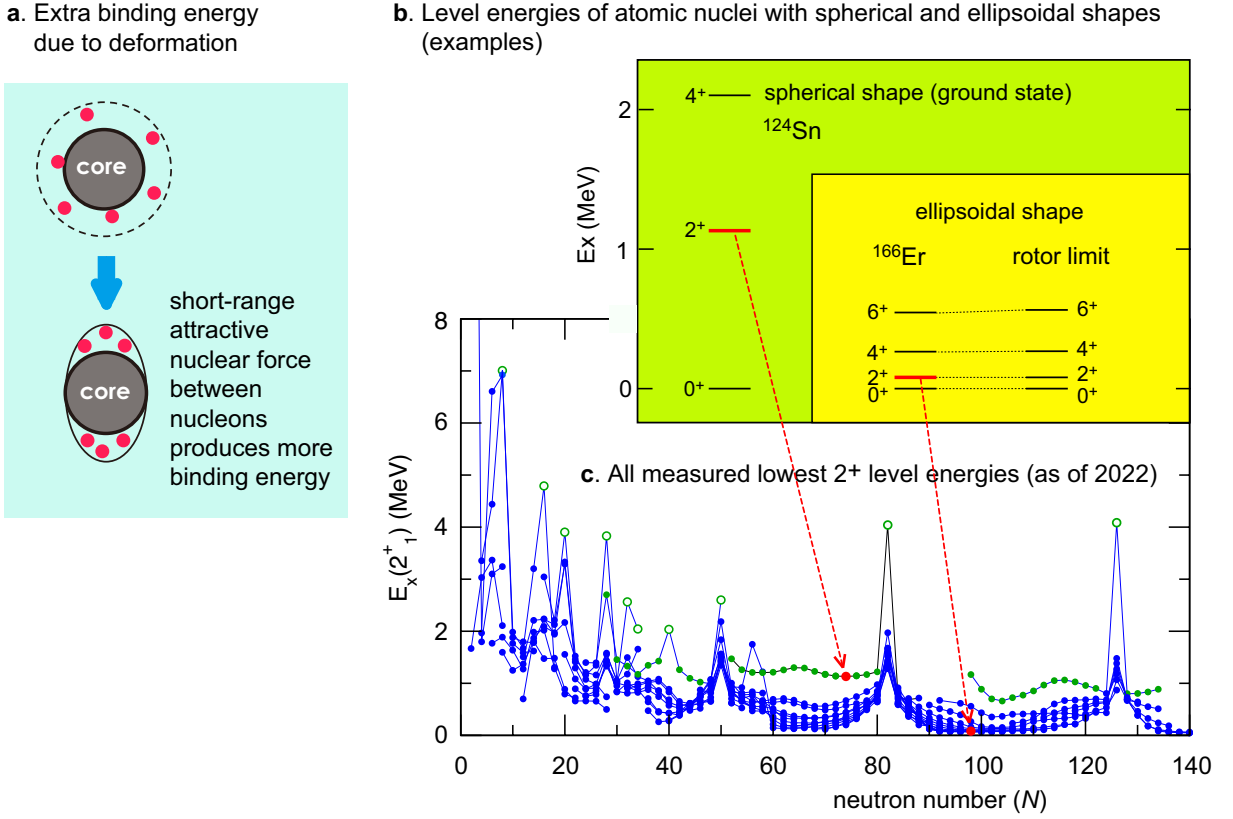 a. Extra binding energy
due to deformation
core
core
short-range
attractive
nuclear force
between
nucleons
produces more
binding energy
b. Level energies of atomic nuclei with spherical and ellipsoidal shapes
(examples)
Ex (MeV)
2
1
0
4⁺
spherical shape (ground state)
¹²⁴Sn
2⁺
0⁺
ellipsoidal shape
¹⁶⁶Er
rotor limit
6⁺
6⁺
4⁺
4⁺
2⁺
2⁺
0⁺
0⁺
c. All measured lowest 2⁺ level energies (as of 2022)
Eₓ(2⁺₁) (MeV)
8
6
4
2
0
0 20 40 60 80 100 120 140
neutron number (N)